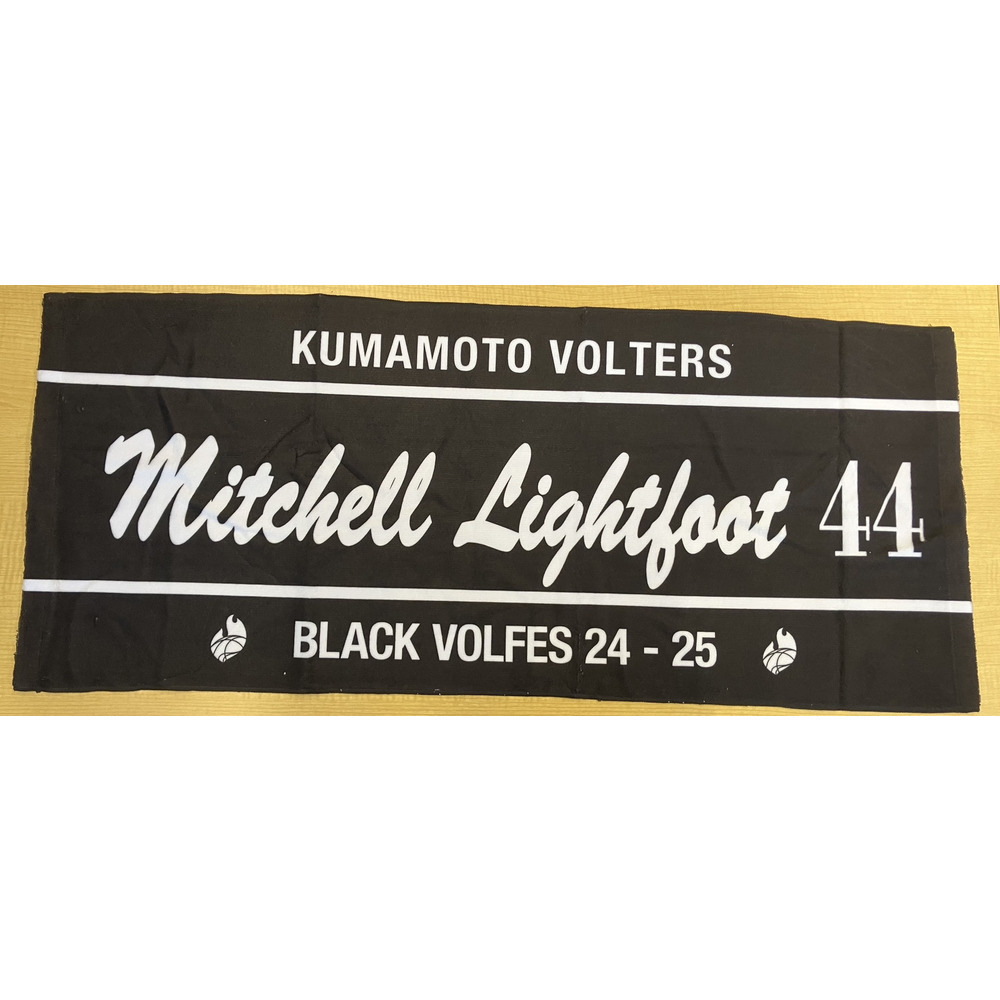 KUMAMOTO VOLTERS
Mitchell Lightfoot 44
BLACK VOLFES 24 - 25